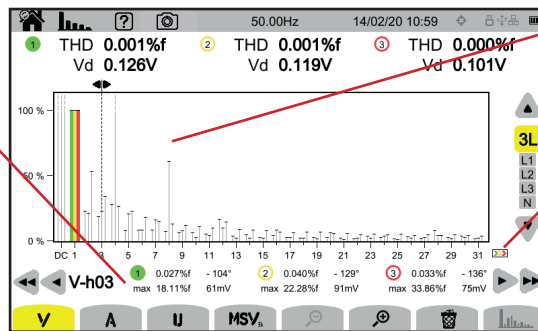 ? 50.00Hz 14/02/20 10:59
1 THD 0.001%f 2 THD 0.001%f 3 THD 0.000%f
Vd 0.126V Vd 0.119V Vd 0.101V
100 %
50 %
0 %
3L
L1
L2
L3
N
DC 1 3 5 7 9 11 13 15 17 19 21 23 25 27 29 31
V-h03 1 0.027%f - 104° 2 0.040%f - 129° 3 0.033%f - 136°
max 18.11%f 61mV max 22.28%f 91mV max 33.86%f 75mV
V A U MSV